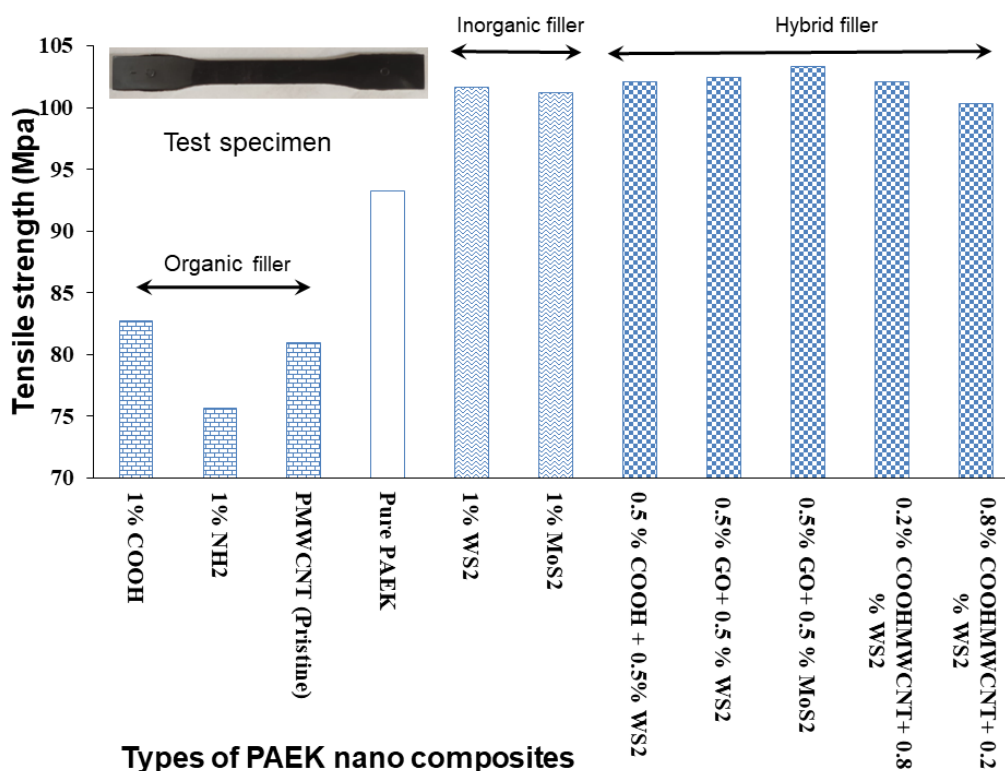 Inorganic filler
Hybrid filler
105
100
95
90
85
80
75
70
Tensile strength (Mpa)
Test specimen
Organic filler
1% COOH
1% NH2
PMWCNT (Pristine)
Pure PAEK
1% WS2
1% MoS2
0.5 % COOH + 0.5% WS2
0.5% GO+ 0.5 % WS2
0.5% GO+ 0.5 % MoS2
0.2% COOHMWCNT+ 0.8
% WS2
0.8% COOHMWCNT+ 0.2
% WS2
Types of PAEK nano composites